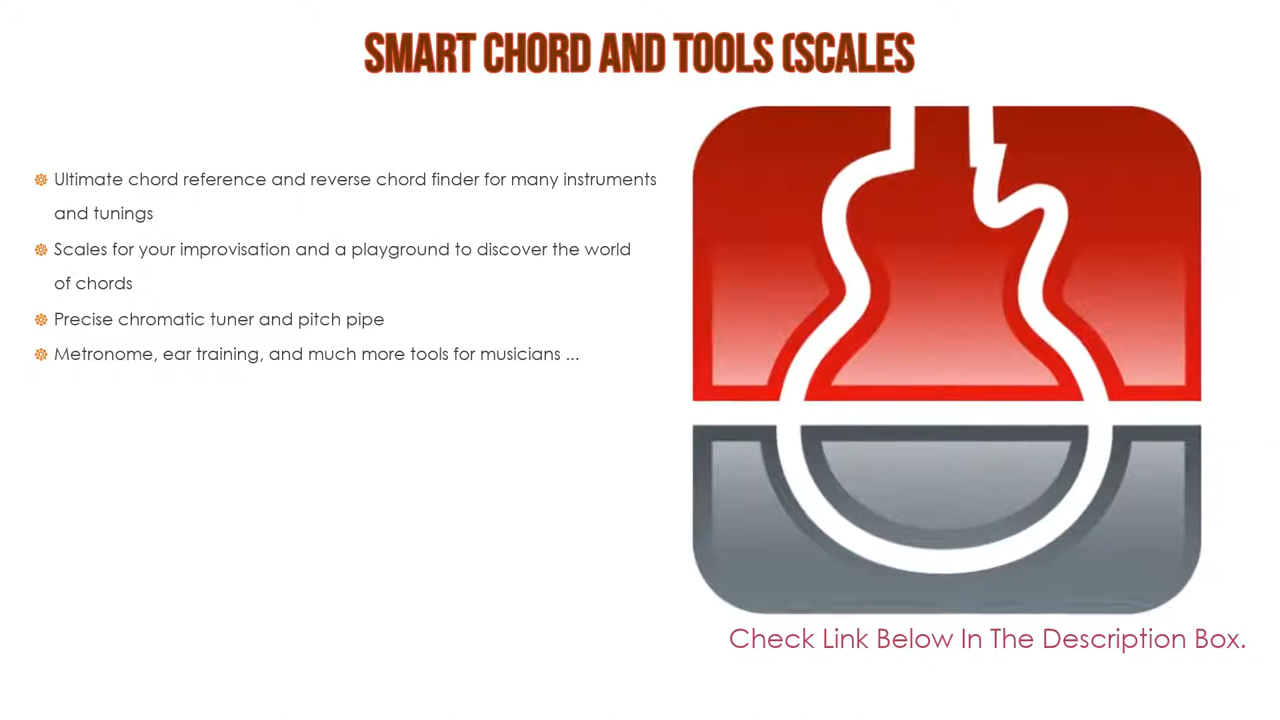 SMART CHORD AND TOOLS (SCALES
Ultimate chord reference and reverse chord finder for many instruments
and tunings
Scales for your improvisation and a playground to discover the world
of chords
Precise chromatic tuner and pitch pipe
Metronome, ear training, and much more tools for musicians ...
Check Link Below In The Description Box.